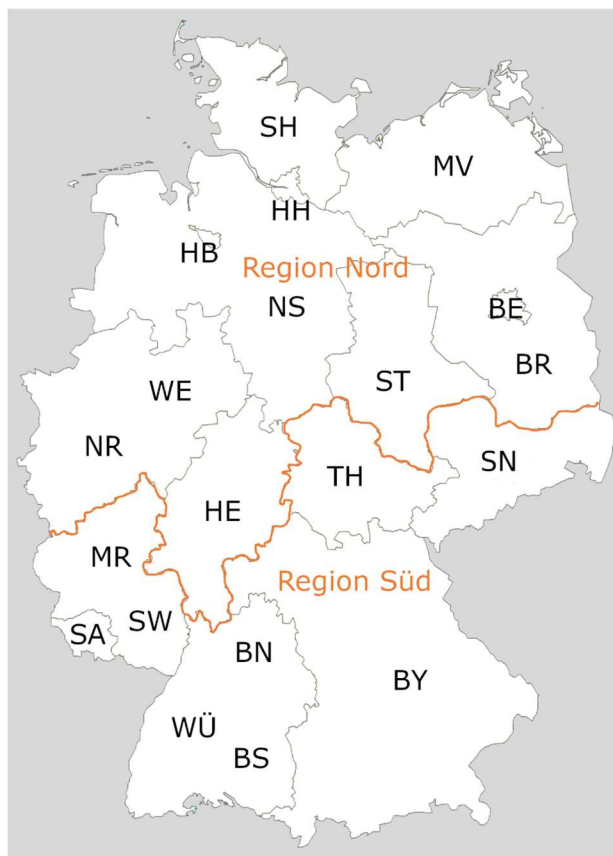 SH
MV
HH
HB
Region Nord
NS
BE
BR
ST
WE
NR
SN
TH
HE
MR
Region Süd
SW
SA
BN
BY
WÜ
BS